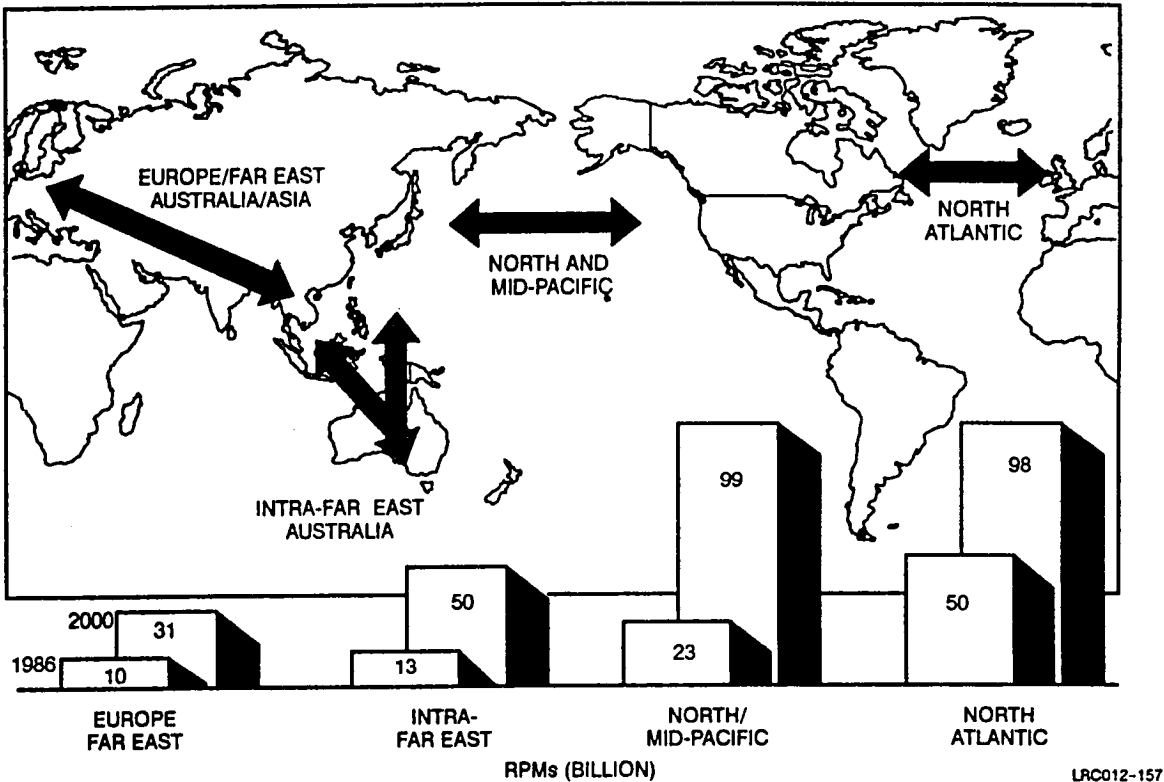 EUROPE/FAR EAST
AUSTRALIA/ASIA
NORTH AND
MID-PACIFIC
NORTH
ATLANTIC
INTRA-FAR EAST
AUSTRALIA
2000
31
1986
10
50
13
99
23
98
50
EUROPE
FAR EAST
INTRA-
FAR EAST
NORTH/
MID-PACIFIC
NORTH
ATLANTIC
RPMs (BILLION)
LRC012-157